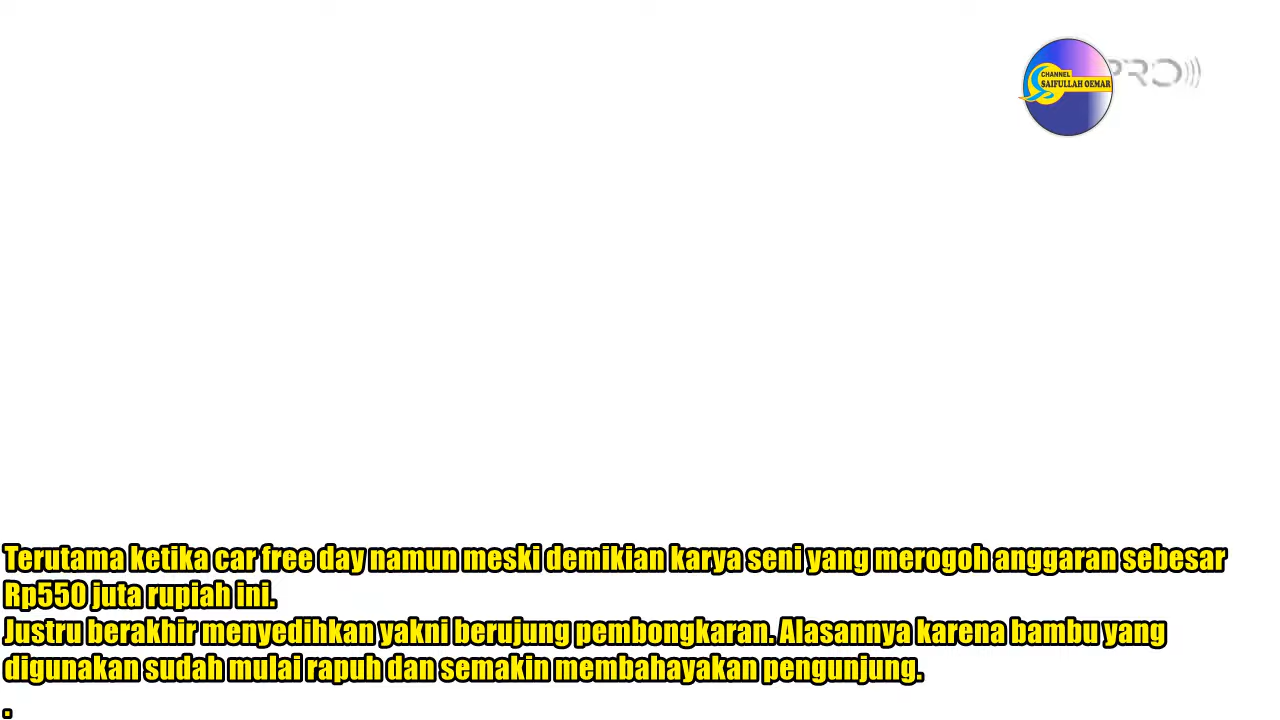 PRO
CHANNEL
SAIFULLAH OEMAR
Terutama ketika car free day namun meski demikian karya seni yang merogoh anggaran sebesar
Rp550 juta rupiah ini.
Justru berakhir menyedihkan yakni berujung pembongkaran. Alasannya karena bambu yang
digunakan sudah mulai rapuh dan semakin membahayakan pengunjung.
.